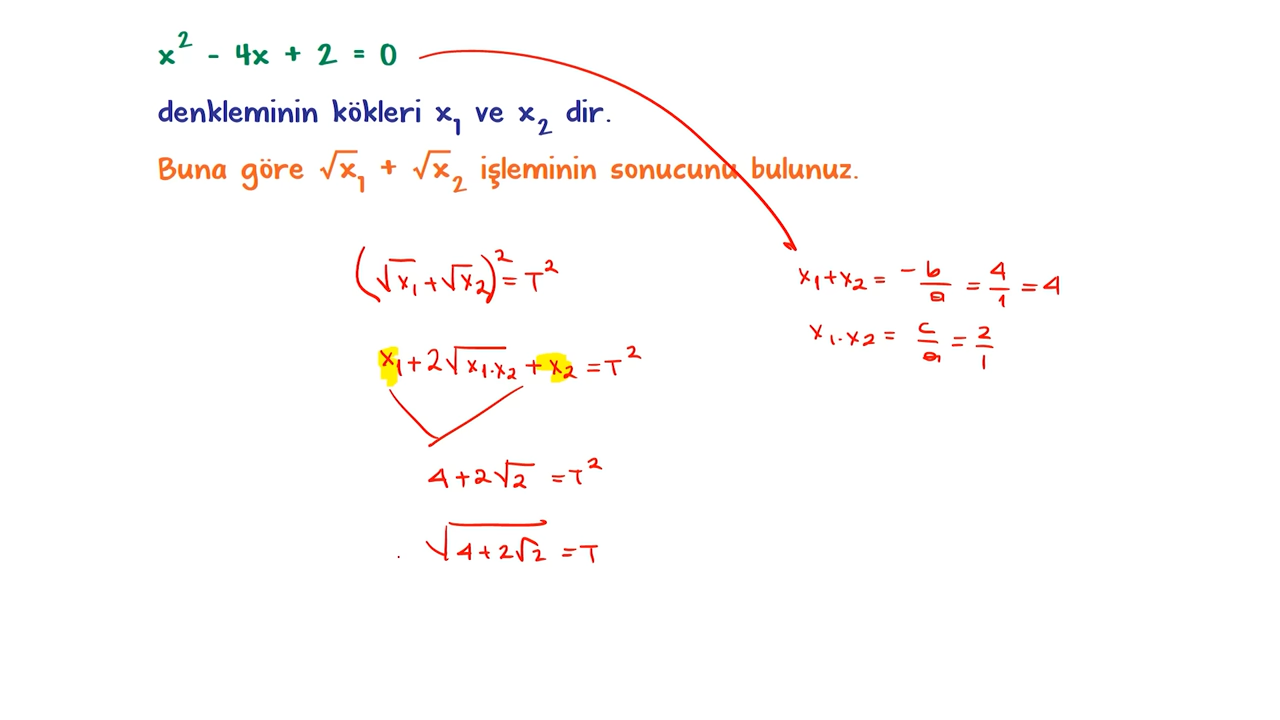 x² - 4x + 2 = 0
denkleminin kökleri x₁ ve x₂ dir.
Buna göre √x₁ + √x₂ işleminin sonucunu bulunuz.
(√x₁ + √x₂)² = T²
x₁ + x₂ = -b/a = 4/1 = 4
x₁ · x₂ = c/a = 2/1
x₁ + 2√(x₁·x₂) + x₂ = T²
4 + 2√2 = T²
√(4 + 2√2) = T